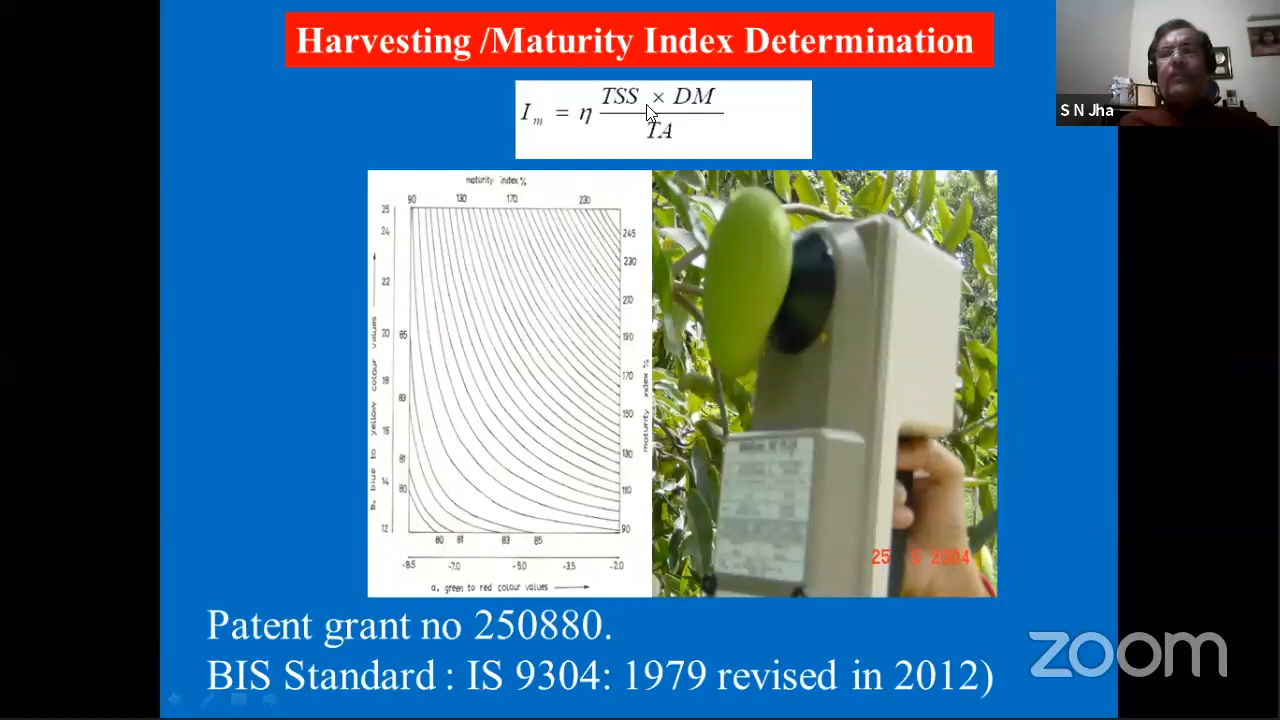 Harvesting /Maturity Index Determination
I_m = η TSS × DM / TA
S N Jha
maturity index %
90 130 170 230
25
24
22
20
18
16
14
12
85
83
81
80
245
230
210
190
170
150
130
110
90
80 81 83 85
-8.5 -7.0 -5.0 -3.5 -2.0
b, blue to yellow colour values
maturity index %
a, green to red colour values
25 5 2004
Patent grant no 250880.
BIS Standard : IS 9304: 1979 revised in 2012)
zoom